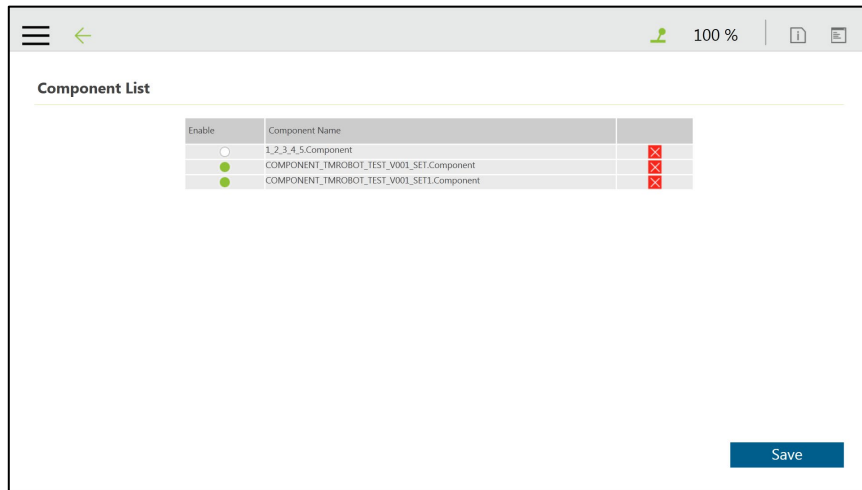 100 %
Component List
Enable Component Name
1_2_3_4_5.Component
COMPONENT_TMROBOT_TEST_V001_SET.Component
COMPONENT_TMROBOT_TEST_V001_SET1.Component
Save